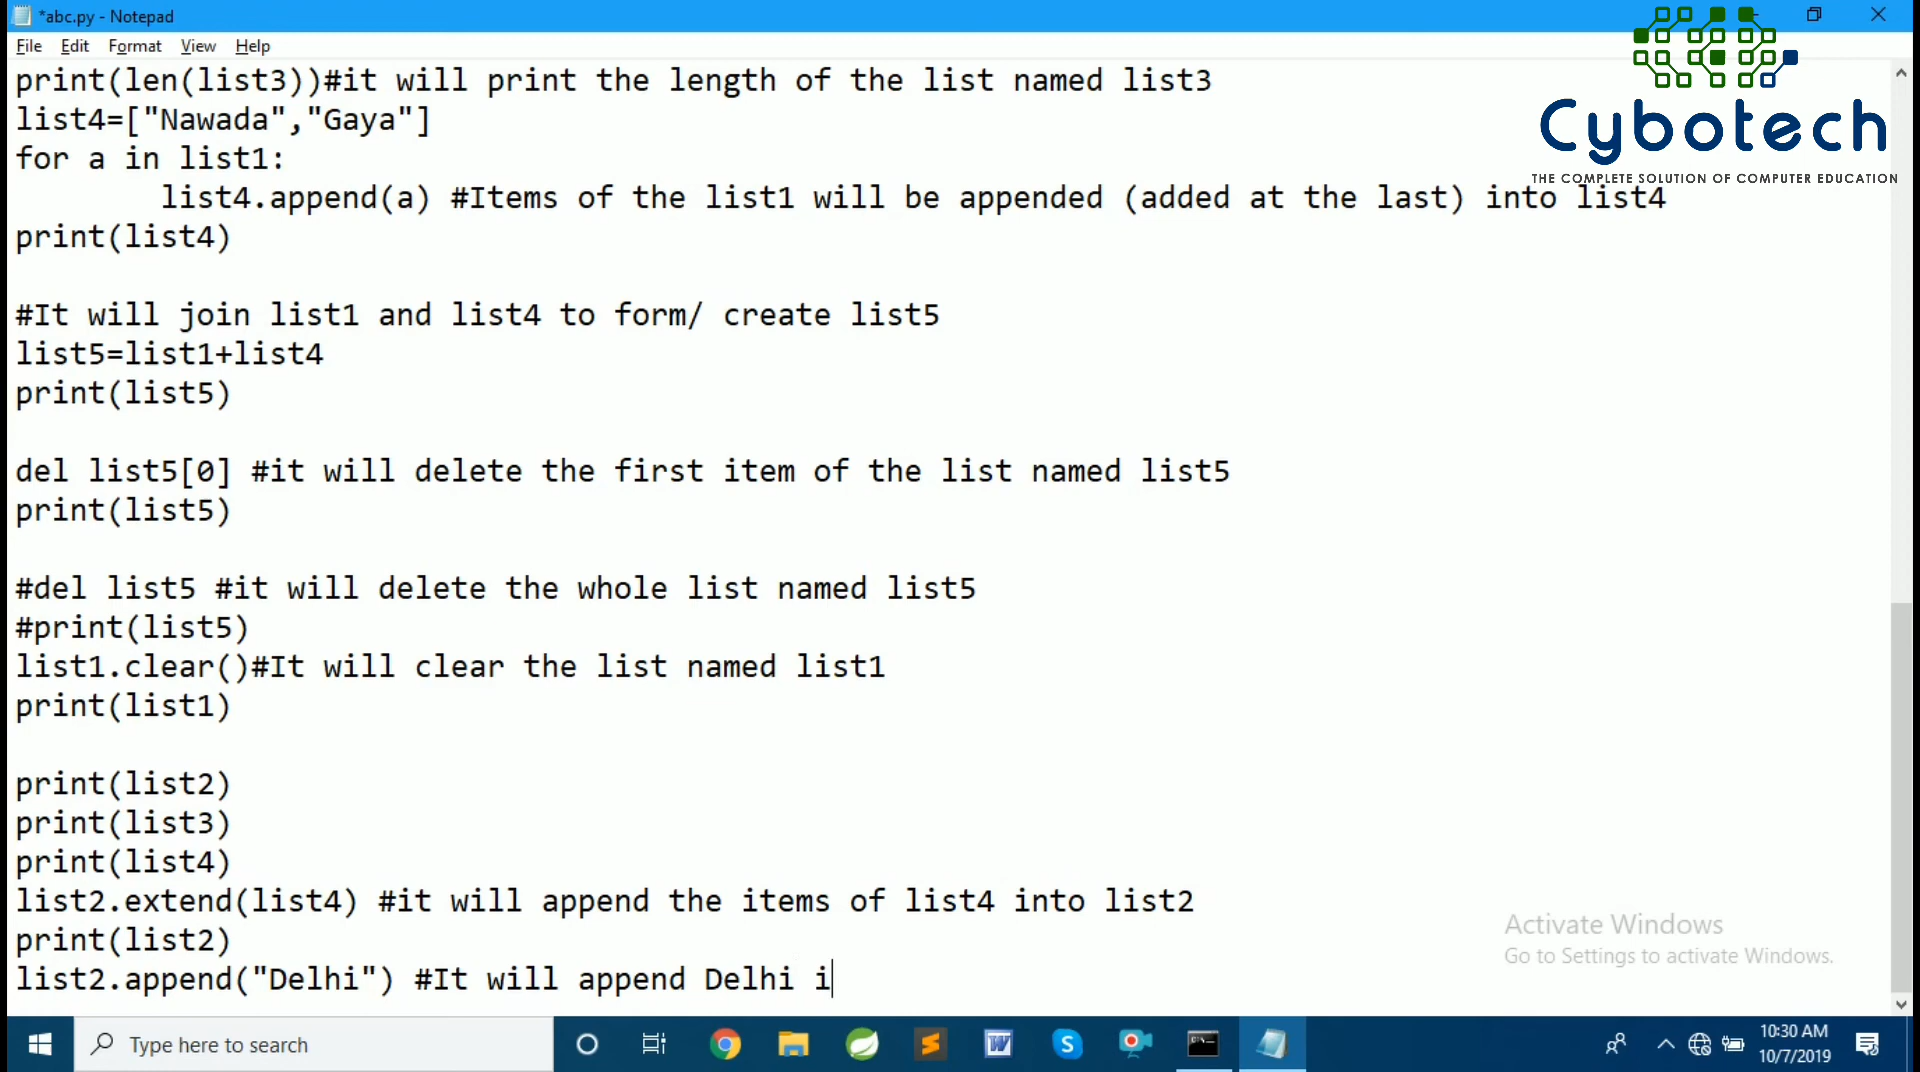 *abc.py - Notepad
File Edit Format View Help
print(len(list3))#it will print the length of the list named list3
list4=["Nawada","Gaya"]
for a in list1:
        list4.append(a) #Items of the list1 will be appended (added at the last) into list4
print(list4)
#It will join list1 and list4 to form/ create list5
list5=list1+list4
print(list5)
del list5[0] #it will delete the first item of the list named list5
print(list5)
#del list5 #it will delete the whole list named list5
#print(list5)
list1.clear()#It will clear the list named list1
print(list1)
print(list2)
print(list3)
print(list4)
list2.extend(list4) #it will append the items of list4 into list2
print(list2)
list2.append("Delhi") #It will append Delhi i
Cybotech
THE COMPLETE SOLUTION OF COMPUTER EDUCATION
Activate Windows
Go to Settings to activate Windows.
Type here to search
10:30 AM
10/7/2019